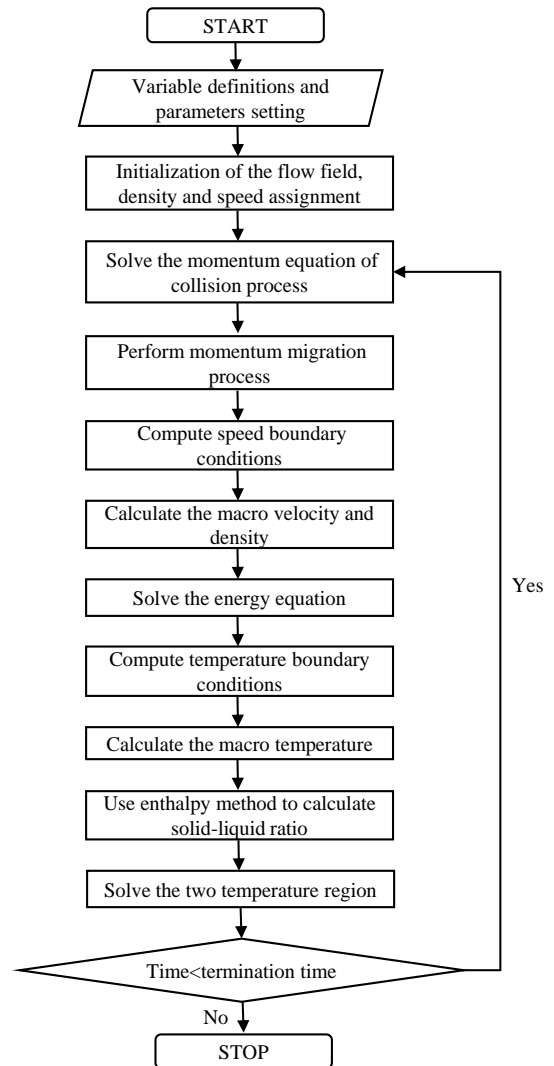 START
Variable definitions and
parameters setting
Initialization of the flow field,
density and speed assignment
Solve the momentum equation of
collision process
Perform momentum migration
process
Compute speed boundary
conditions
Calculate the macro velocity and
density
Solve the energy equation
Compute temperature boundary
conditions
Calculate the macro temperature
Use enthalpy method to calculate
solid-liquid ratio
Solve the two temperature region
Time<termination time
Yes
No
STOP